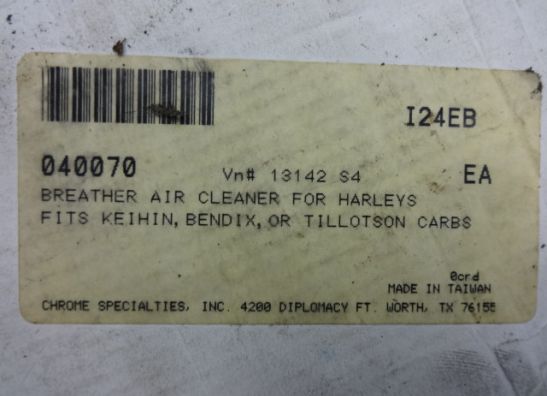 I24EB
040070 Vn# 13142 S4 EA
BREATHER AIR CLEANER FOR HARLEYS
FITS KEIHIN, BENDIX, OR TILLOTSON CARBS
0crd
MADE IN TAIWAN
CHROME SPECIALTIES, INC. 4200 DIPLOMACY FT. WORTH, TX 76155